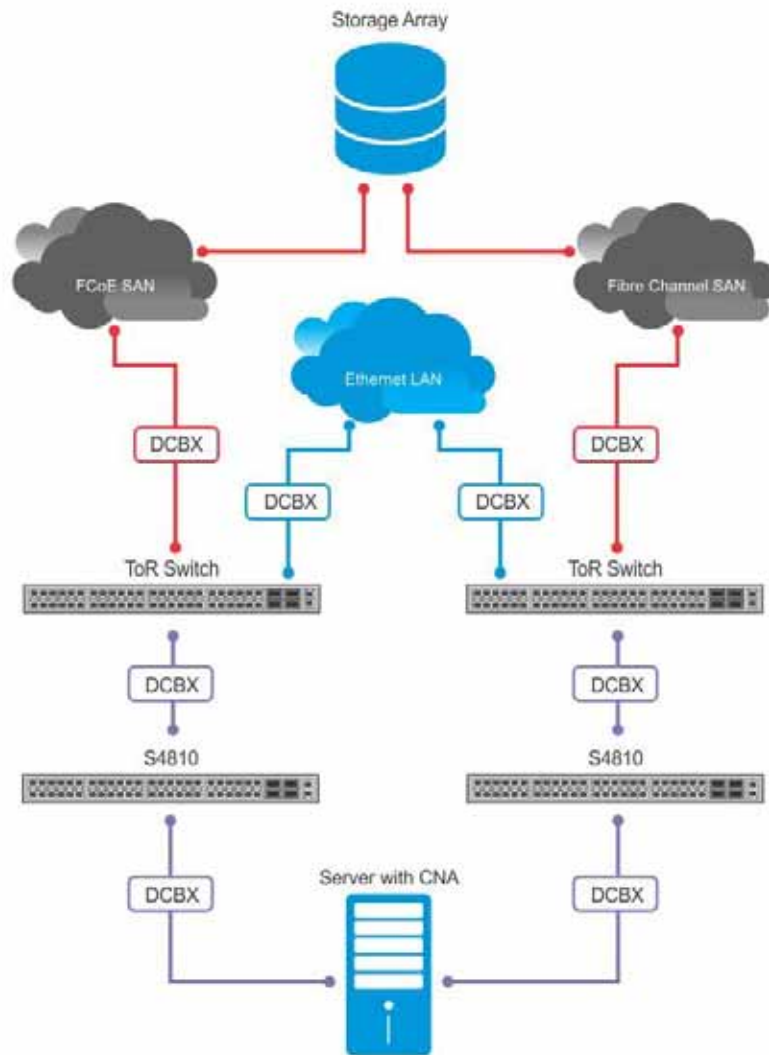 Storage Array
FCoE SAN
Fibre Channel SAN
Ethernet LAN
DCBX
DCBX
DCBX
DCBX
ToR Switch
ToR Switch
DCBX
DCBX
S4810
S4810
Server with CNA
DCBX
DCBX